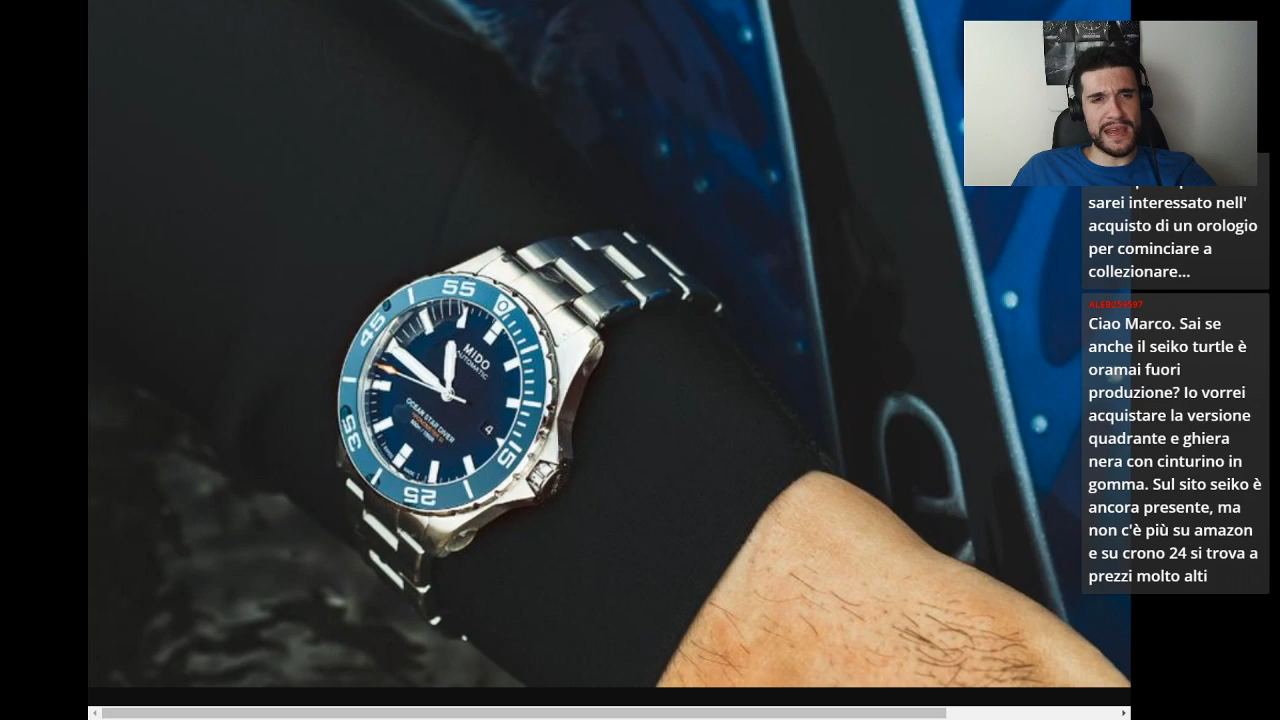 55
45
35
25
15
MIDO
AUTOMATIC
OCEAN STAR DIVER
4
sarei interessato nell'
acquisto di un orologio
per cominciare a
collezionare...
Ciao Marco. Sai se
anche il seiko turtle è
oramai fuori
produzione? Io vorrei
acquistare la versione
quadrante e ghiera
nera con cinturino in
gomma. Sul sito seiko è
ancora presente, ma
non c'è più su amazon
e su crono 24 si trova a
prezzi molto alti